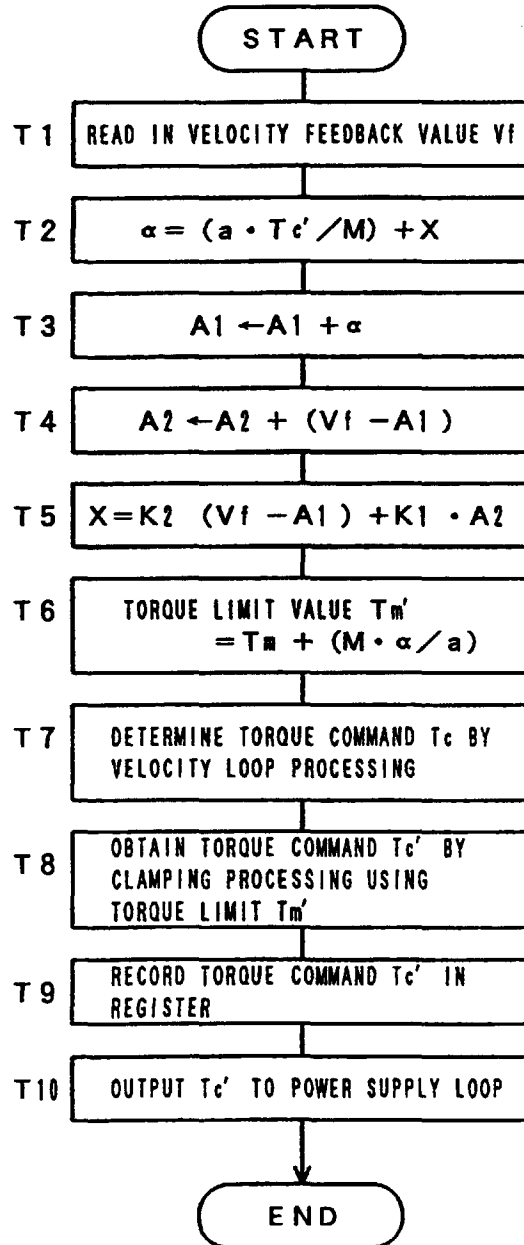 START
T1 READ IN VELOCITY FEEDBACK VALUE Vf
T2 α = (a・Tc′／M) +X
T3 A1 ←A1 + α
T4 A2 ←A2 + (Vf −A1)
T5 X=K2 (Vf −A1) +K1 ・A2
T6 TORQUE LIMIT VALUE Tm′
=Tm + (M・α／a)
T7 DETERMINE TORQUE COMMAND Tc BY
VELOCITY LOOP PROCESSING
T8 OBTAIN TORQUE COMMAND Tc′ BY
CLAMPING PROCESSING USING
TORQUE LIMIT Tm′
T9 RECORD TORQUE COMMAND Tc′ IN
REGISTER
T10 OUTPUT Tc′ TO POWER SUPPLY LOOP
END